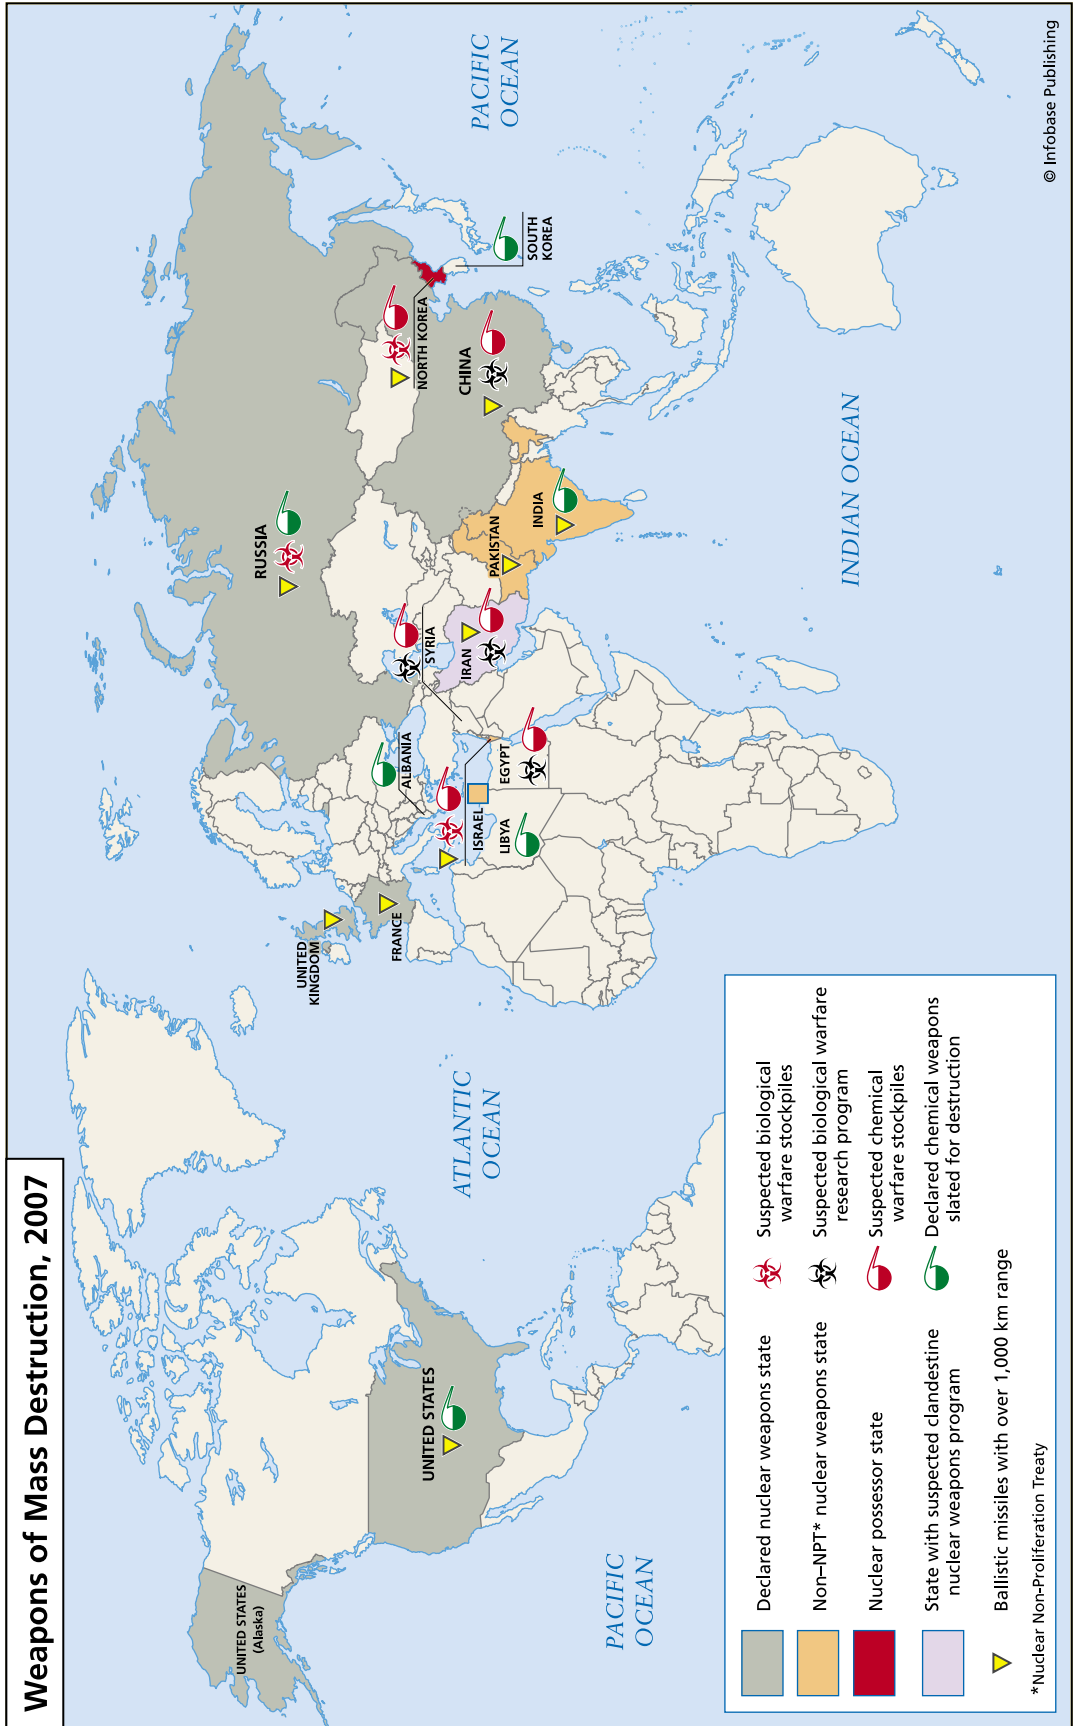 Weapons of Mass Destruction, 2007
UNITED STATES
(Alaska)
UNITED STATES
PACIFIC
OCEAN
ATLANTIC
OCEAN
UNITED
KINGDOM
FRANCE
ALBANIA
ISRAEL
LIBYA
EGYPT
SYRIA
IRAN
RUSSIA
PAKISTAN
INDIA
CHINA
NORTH KOREA
SOUTH
KOREA
INDIAN OCEAN
PACIFIC
OCEAN
Declared nuclear weapons state
Non–NPT* nuclear weapons state
Nuclear possessor state
State with suspected clandestine
nuclear weapons program
Ballistic missiles with over 1,000 km range
Suspected biological
warfare stockpiles
Suspected biological warfare
research program
Suspected chemical
warfare stockpiles
Declared chemical weapons
slated for destruction
*Nuclear Non-Proliferation Treaty
© Infobase Publishing